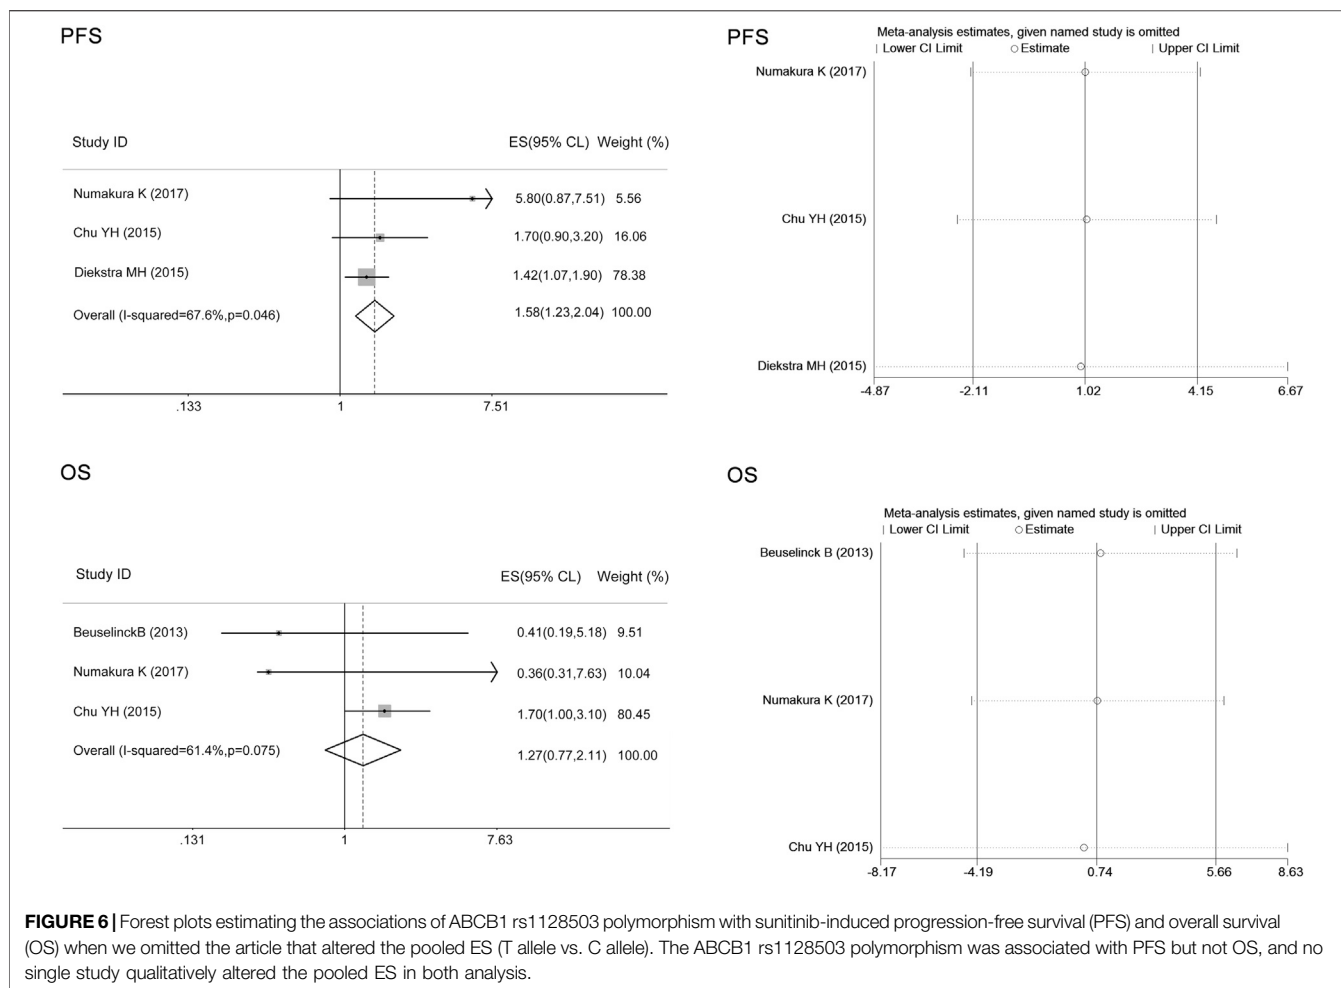 PFS
Study ID ES(95% CL) Weight (%)
Numakura K (2017) 5.80(0.87,7.51) 5.56
Chu YH (2015) 1.70(0.90,3.20) 16.06
Diekstra MH (2015) 1.42(1.07,1.90) 78.38
Overall (I-squared=67.6%,p=0.046) 1.58(1.23,2.04) 100.00
.133 1 7.51
PFS
Meta-analysis estimates, given named study is omitted
| Lower CI Limit ○Estimate | Upper CI Limit
Numakura K (2017)
Chu YH (2015)
Diekstra MH (2015)
-4.87 -2.11 1.02 4.15 6.67
OS
Study ID ES(95% CL) Weight (%)
BeuselinckB (2013) 0.41(0.19,5.18) 9.51
Numakura K (2017) 0.36(0.31,7.63) 10.04
Chu YH (2015) 1.70(1.00,3.10) 80.45
Overall (I-squared=61.4%,p=0.075) 1.27(0.77,2.11) 100.00
.131 1 7.63
OS
Meta-analysis estimates, given named study is omitted
| Lower CI Limit ○Estimate | Upper CI Limit
Beuselinck B (2013)
Numakura K (2017)
Chu YH (2015)
-8.17 -4.19 0.74 5.66 8.63
FIGURE 6 | Forest plots estimating the associations of ABCB1 rs1128503 polymorphism with sunitinib-induced progression-free survival (PFS) and overall survival
(OS) when we omitted the article that altered the pooled ES (T allele vs. C allele). The ABCB1 rs1128503 polymorphism was associated with PFS but not OS, and no
single study qualitatively altered the pooled ES in both analysis.